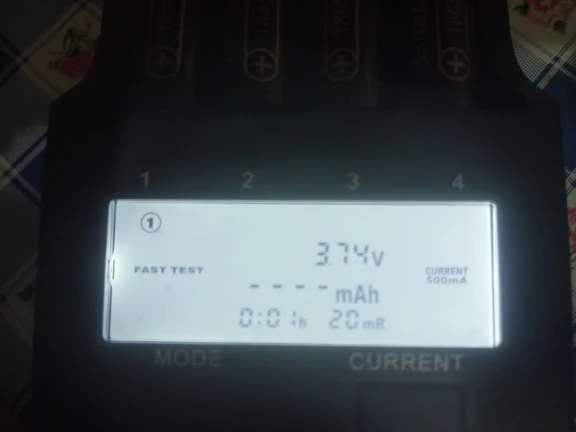 1 2 3 4
①
3.74V
FAST TEST
CURRENT
500mA
- - - - mAh
0:01h 20mR
MODE CURRENT